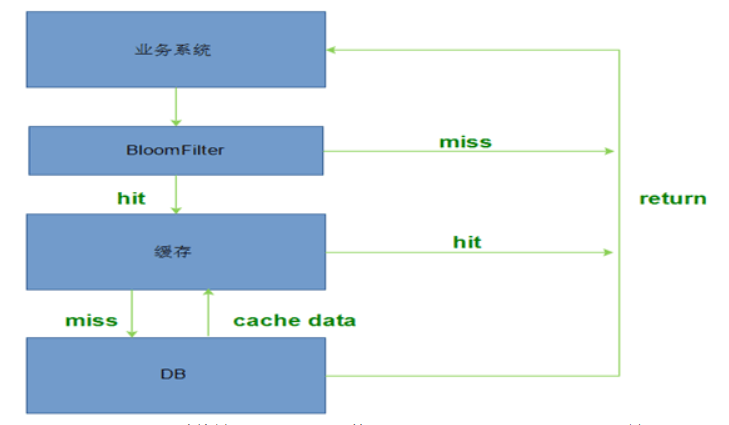 业务系统
BloomFilter
miss
hit
return
缓存
hit
miss
cache data
DB